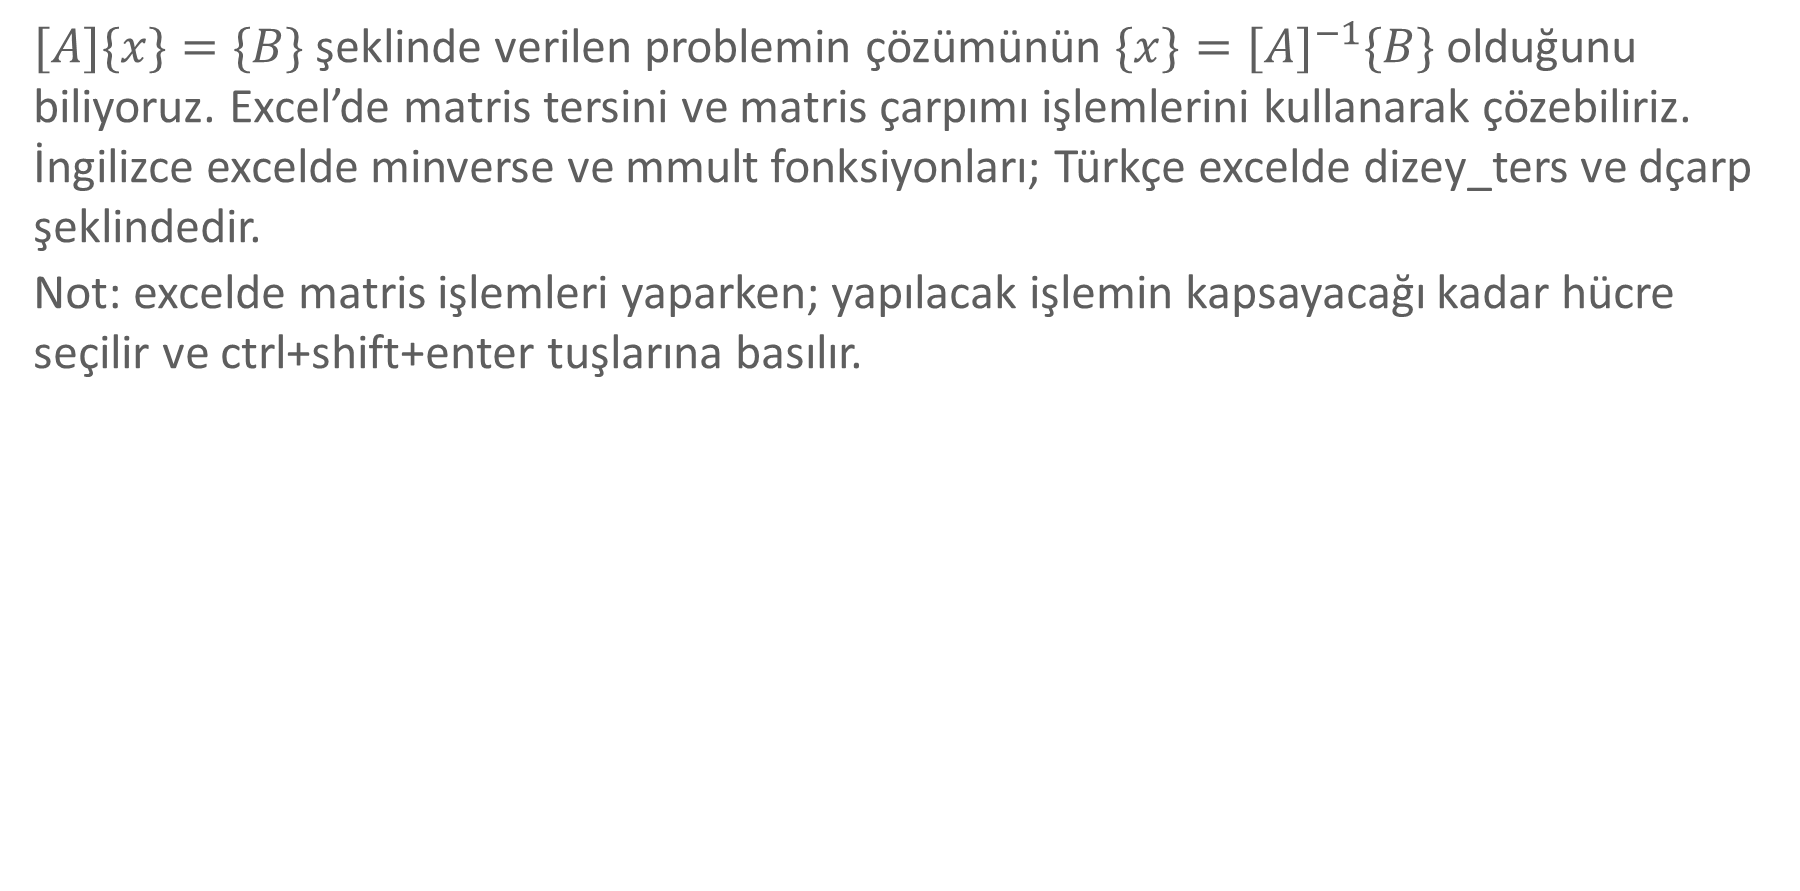 [A]{x} = {B} şeklinde verilen problemin çözümünün {x} = [A]⁻¹{B} olduğunu
biliyoruz. Excel’de matris tersini ve matris çarpımı işlemlerini kullanarak çözebiliriz.
İngilizce excelde minverse ve mmult fonksiyonları; Türkçe excelde dizey_ters ve dçarp
şeklindedir.
Not: excelde matris işlemleri yaparken; yapılacak işlemin kapsayacağı kadar hücre
seçilir ve ctrl+shift+enter tuşlarına basılır.